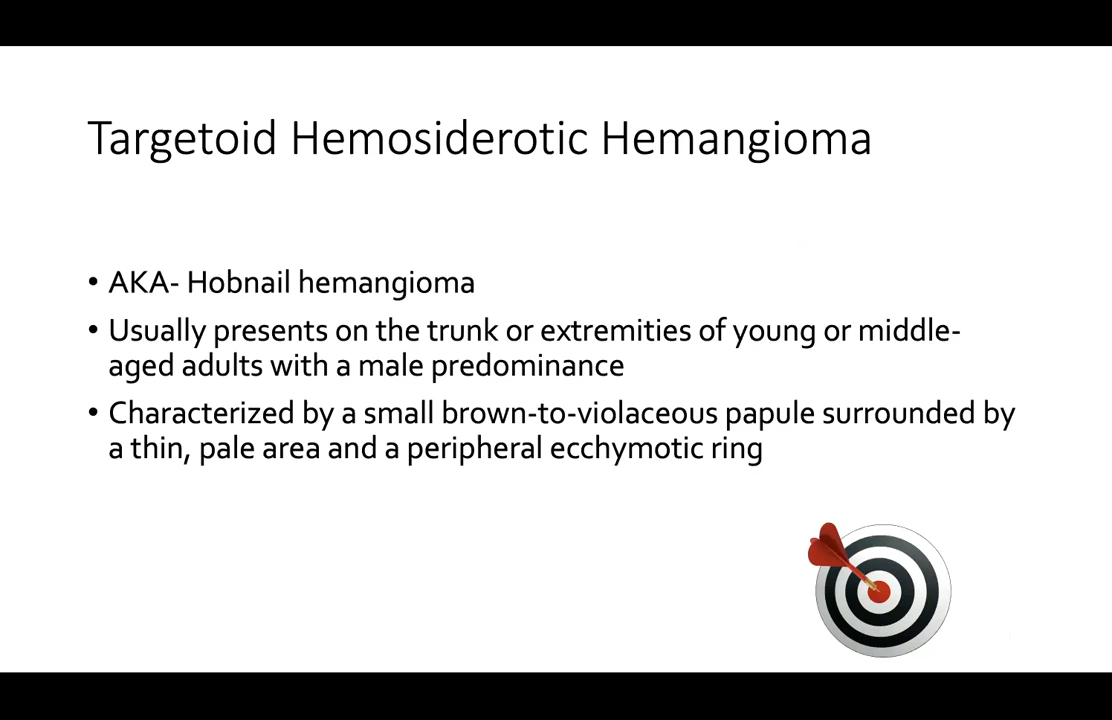 Targetoid Hemosiderotic Hemangioma
• AKA- Hobnail hemangioma
• Usually presents on the trunk or extremities of young or middle-
aged adults with a male predominance
• Characterized by a small brown-to-violaceous papule surrounded by
a thin, pale area and a peripheral ecchymotic ring